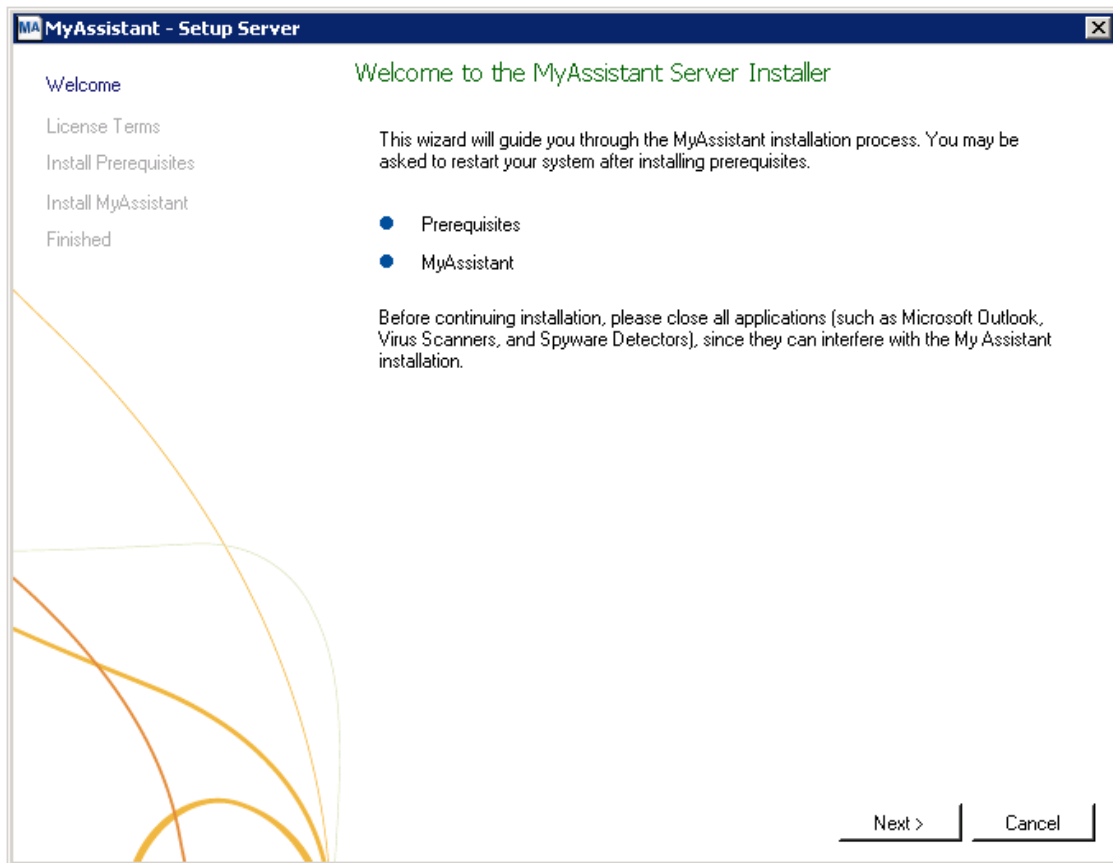 MA MyAssistant - Setup Server
Welcome
License Terms
Install Prerequisites
Install MyAssistant
Finished
Welcome to the MyAssistant Server Installer
This wizard will guide you through the MyAssistant installation process. You may be
asked to restart your system after installing prerequisites.
Prerequisites
MyAssistant
Before continuing installation, please close all applications (such as Microsoft Outlook,
Virus Scanners, and Spyware Detectors), since they can interfere with the My Assistant
installation.
Next > Cancel